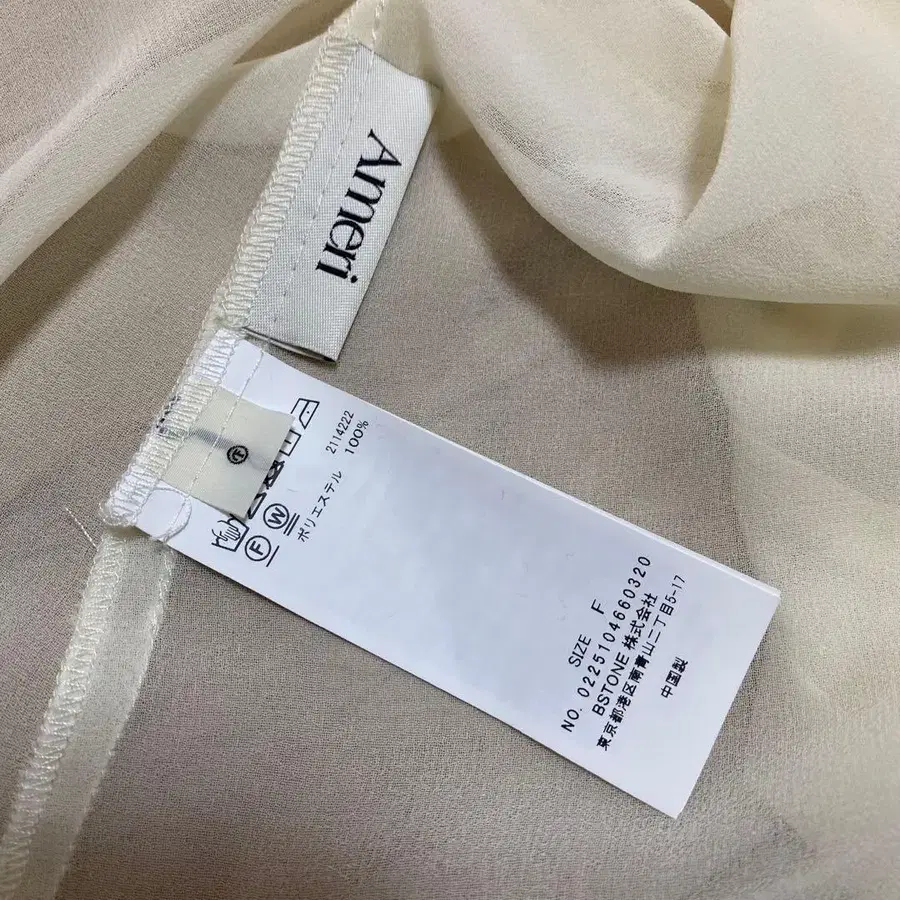 Ameri
F
W
ポリエステル 100%
2114222
SIZE F
NO. 0225104660320
BSTONE 株式会社
東京都港区南青山二丁目5-17
中国製